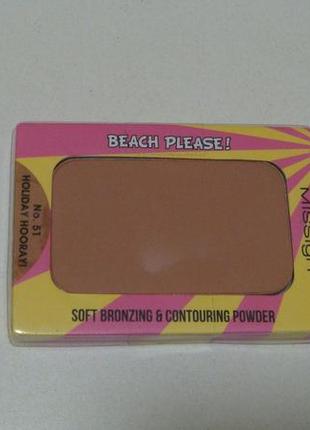 BEACH PLEASE!
No. 51
HOLIDAY HOORAY!
MISSlyn
SOFT BRONZING & CONTOURING POWDER